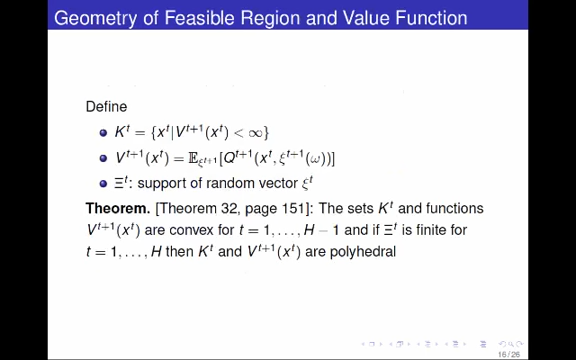 Geometry of Feasible Region and Value Function
Define
K^t = {x^t|V^{t+1}(x^t) < ∞}
V^{t+1}(x^t) = 𝔼_{ξ^{t+1}}[Q^{t+1}(x^t, ξ^{t+1}(ω))]
Ξ^t: support of random vector ξ^t
Theorem. [Theorem 32, page 151]: The sets K^t and functions
V^{t+1}(x^t) are convex for t = 1, . . . , H − 1 and if Ξ^t is finite for
t = 1, . . . , H then K^t and V^{t+1}(x^t) are polyhedral
16/26